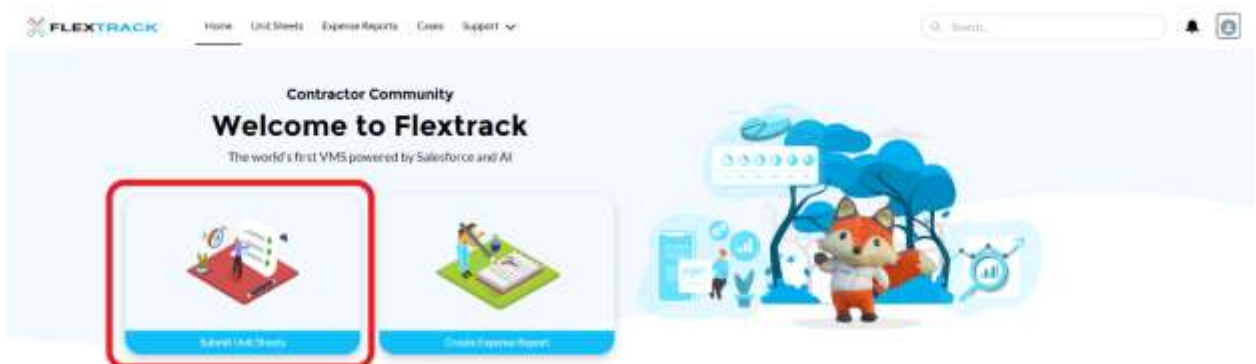 FLEXTRACK
Home Unit Sheets Expense Reports Cases Support
Search...
Contractor Community
Welcome to Flextrack
The world's first VMS powered by Salesforce and AI
Submit Unit Sheets
Create Expense Report